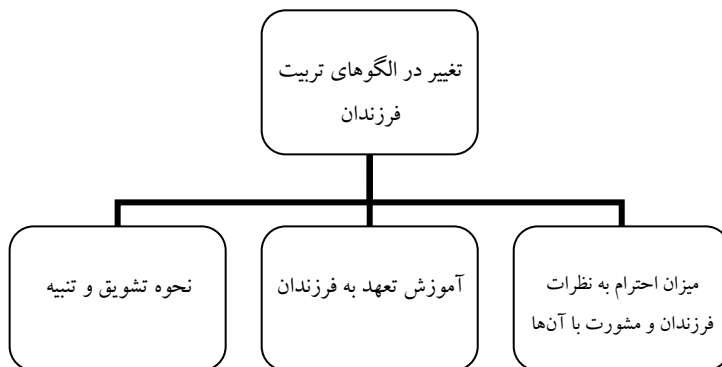 تغییر در الگوهای تربیت
فرزندان
میزان احترام به نظرات
فرزندان و مشورت با آن‌ها
آموزش تعهد به فرزندان
نحوه تشویق و تنبیه